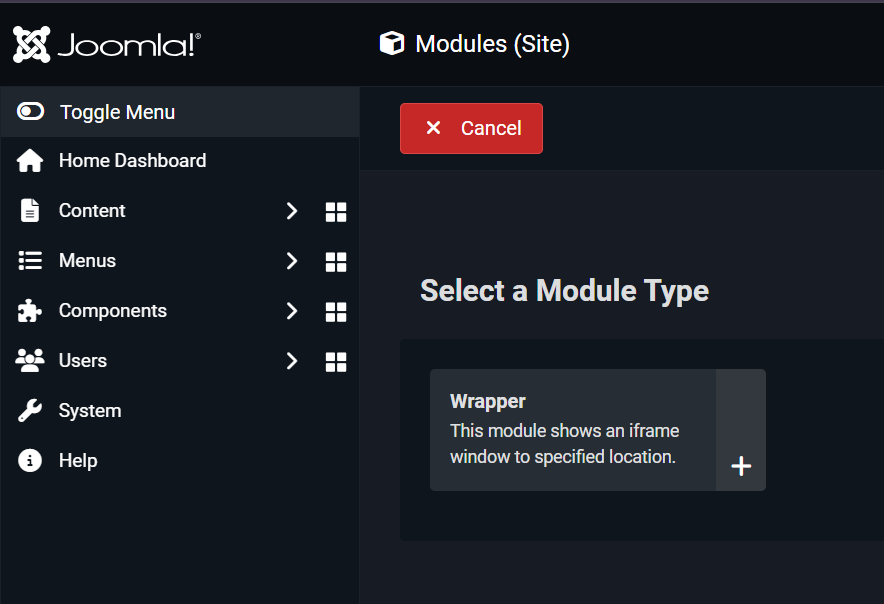 Joomla!®
Modules (Site)
Toggle Menu
Home Dashboard
Content
Menus
Components
Users
System
Help
Cancel
Select a Module Type
Wrapper
This module shows an iframe
window to specified location.